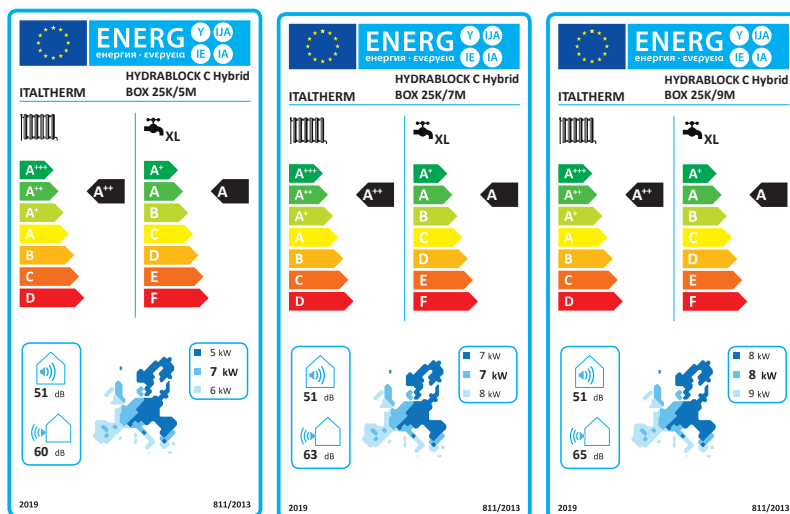 ENERG
енергия · ενεργεια
Y IJA
IE IA
ITALTHERM
HYDRABLOCK C Hybrid
BOX 25K/5M
XL
A+++
A++
A+
A
B
C
D
A++
A+
A
B
C
D
E
F
A
51 dB
60 dB
5 kW
7 kW
6 kW
2019
811/2013
ENERG
енергия · ενεργεια
Y IJA
IE IA
ITALTHERM
HYDRABLOCK C Hybrid
BOX 25K/7M
XL
A+++
A++
A+
A
B
C
D
A++
A+
A
B
C
D
E
F
A
51 dB
63 dB
7 kW
7 kW
8 kW
2019
811/2013
ENERG
енергия · ενεργεια
Y IJA
IE IA
ITALTHERM
HYDRABLOCK C Hybrid
BOX 25K/9M
XL
A+++
A++
A+
A
B
C
D
A++
A+
A
B
C
D
E
F
A
51 dB
65 dB
8 kW
8 kW
9 kW
2019
811/2013